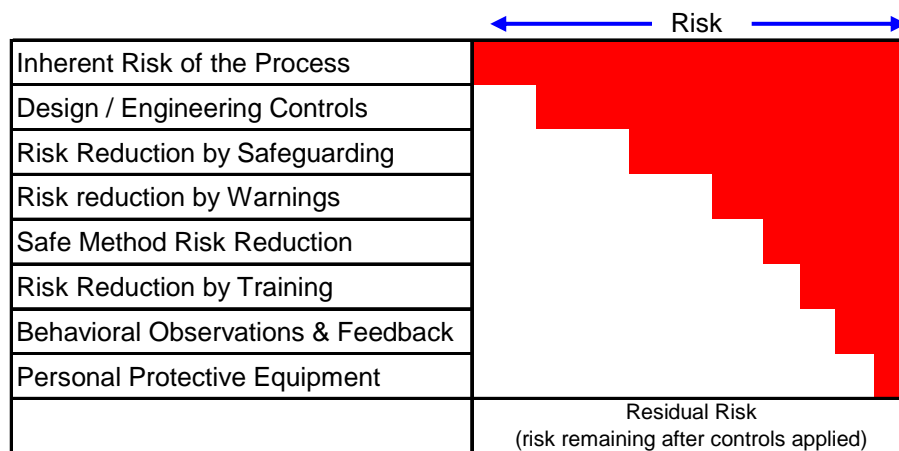 Risk
Inherent Risk of the Process
Design / Engineering Controls
Risk Reduction by Safeguarding
Risk reduction by Warnings
Safe Method Risk Reduction
Risk Reduction by Training
Behavioral Observations & Feedback
Personal Protective Equipment
Residual Risk
(risk remaining after controls applied)